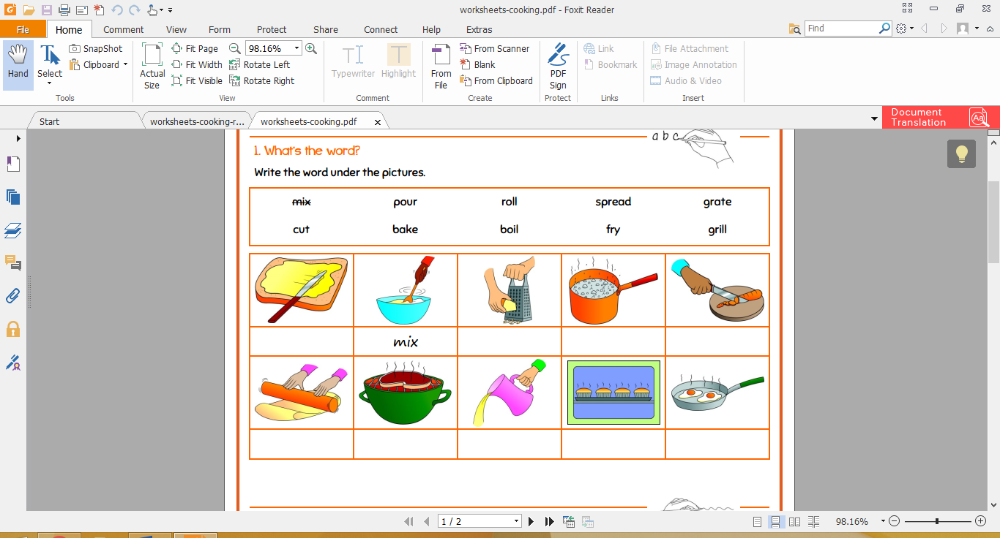 worksheets-cooking.pdf - Foxit Reader
File Home Comment View Form Protect Share Connect Help Extras
Find
Hand
Select
SnapShot
Clipboard
Tools
Actual Size
Fit Page
Fit Width
Fit Visible
98.16%
Rotate Left
Rotate Right
View
Typewriter
Highlight
Comment
From File
From Scanner
Blank
From Clipboard
Create
PDF Sign
Protect
Link
Bookmark
Links
File Attachment
Image Annotation
Audio & Video
Insert
Start
worksheets-cooking-r...
worksheets-cooking.pdf
Document
Translation
Aa
a b c
1. What's the word?
Write the word under the pictures.
mix pour roll spread grate
cut bake boil fry grill
mix
1 / 2
98.16%